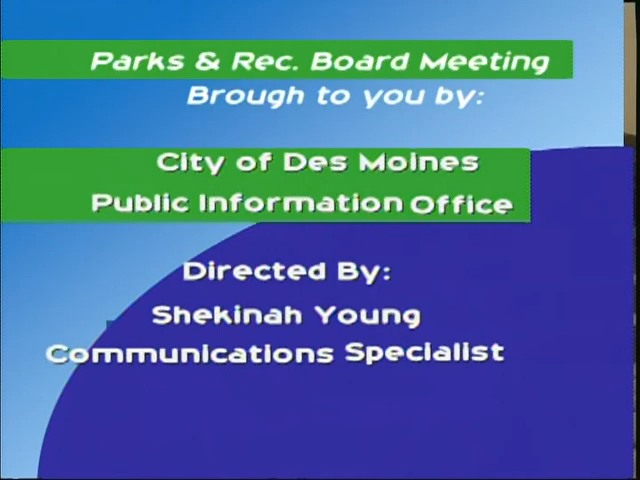 Parks & Rec. Board Meeting
Brough to you by:
City of Des Moines
Public Information Office
Directed By:
Shekinah Young
Communications Specialist